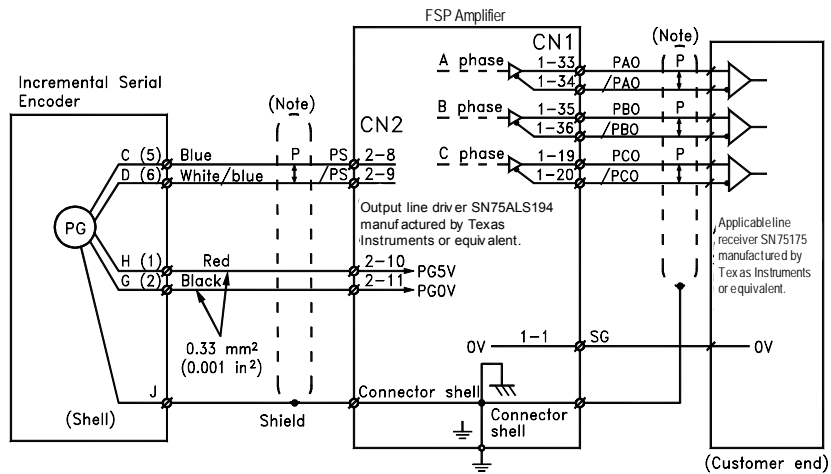 FSP Amplifier
CN1
(Note)
A phase
1-33
PAO
P
1-34
/PAO
Incremental Serial
Encoder
(Note)
B phase
1-35
PBO
P
CN2
1-36
/PBO
C (5)
Blue
P
PS
2-8
C phase
1-19
PCO
P
D (6)
White/blue
/PS
2-9
1-20
/PCO
PG
Output line driver SN75ALS194
manufactured by Texas
Instruments or equivalent.
Applicable line
receiver SN75175
manufactured by
Texas Instruments
or equivalent.
H (1)
Red
2-10
PG5V
G (2)
Black
2-11
PG0V
0.33 mm²
(0.001 in²)
0V
1-1
SG
0V
J
Connector shell
(Shell)
Shield
Connector
shell
(Customer end)